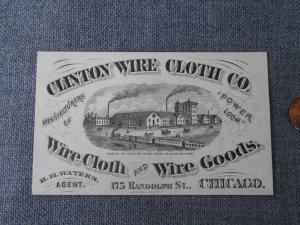 CLINTON WIRE CLOTH CO.
MANUFACTURERS OF
"POWER LOOM"
Wire Cloth AND Wire Goods.
H.H. WATERS, AGENT.
175 RANDOLPH ST., CHICAGO.